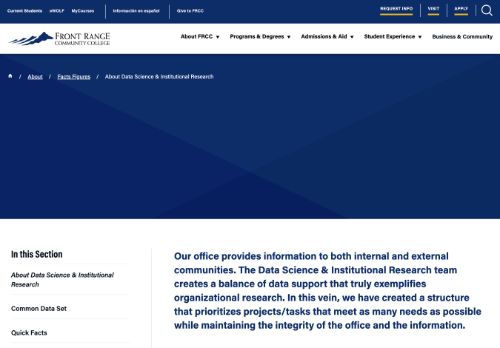 Current Students eWOLF MyCourses Información en español Give to FRCC REQUEST INFO VISIT APPLY
FRONT RANGE
COMMUNITY COLLEGE
About FRCC ▼ Programs & Degrees ▼ Admissions & Aid ▼ Student Experience ▼ Business & Community
/ About / Facts Figures / About Data Science & Institutional Research
In this Section
About Data Science & Institutional
Research
Common Data Set
Quick Facts
Our office provides information to both internal and external
communities. The Data Science & Institutional Research team
creates a balance of data support that truly exemplifies
organizational research. In this vein, we have created a structure
that prioritizes projects/tasks that meet as many needs as possible
while maintaining the integrity of the office and the information.